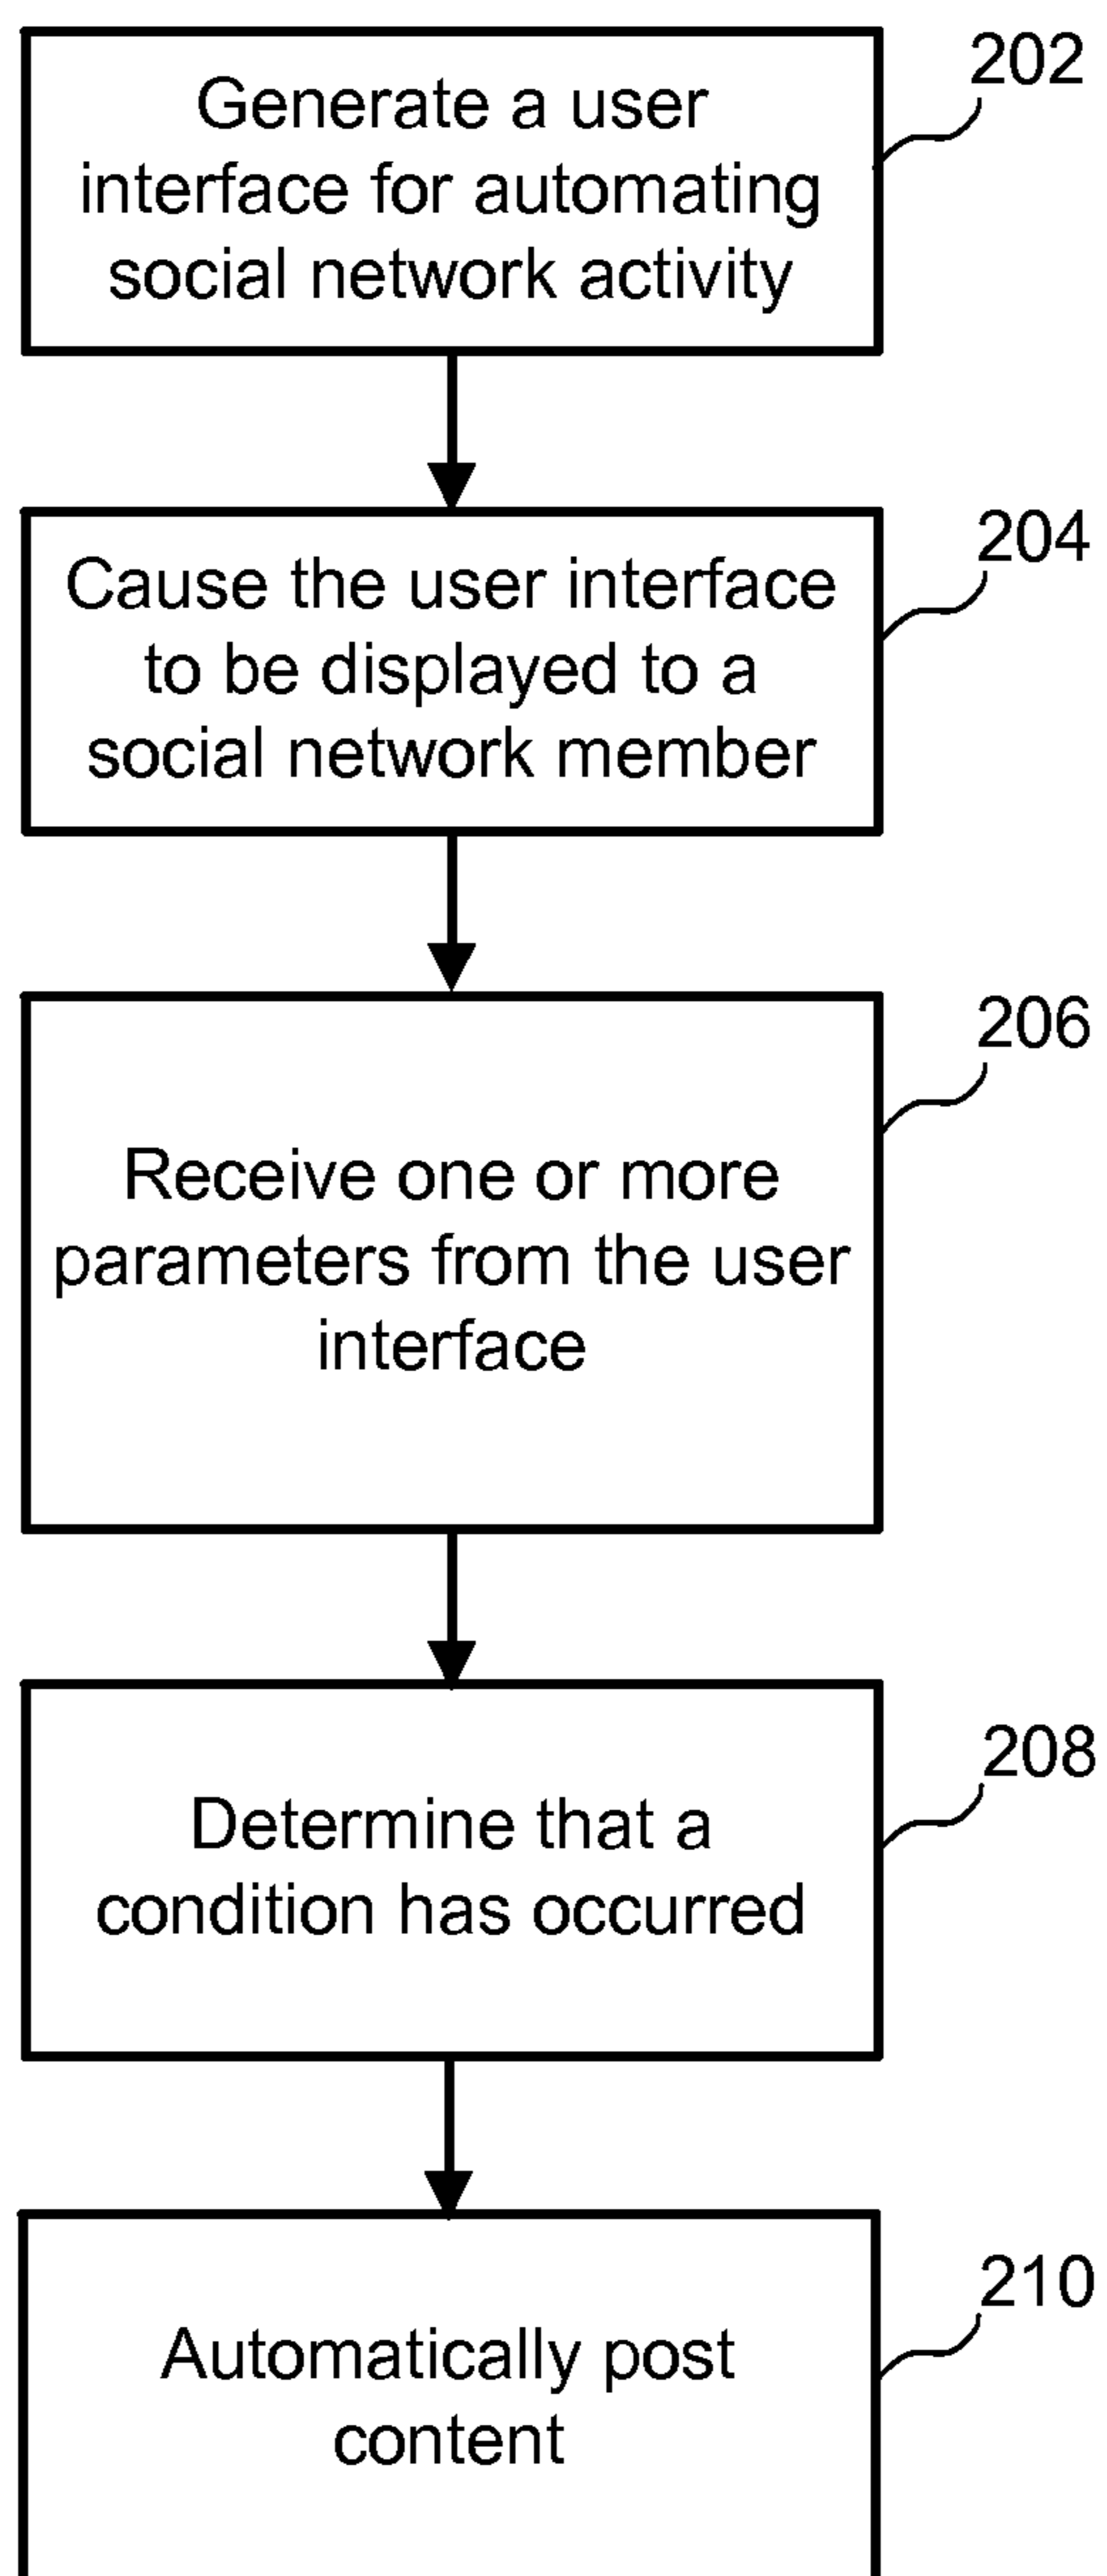 202
Generate a user
interface for automating
social network activity
204
Cause the user interface
to be displayed to a
social network member
206
Receive one or more
parameters from the user
interface
208
Determine that a
condition has occurred
210
Automatically post
content